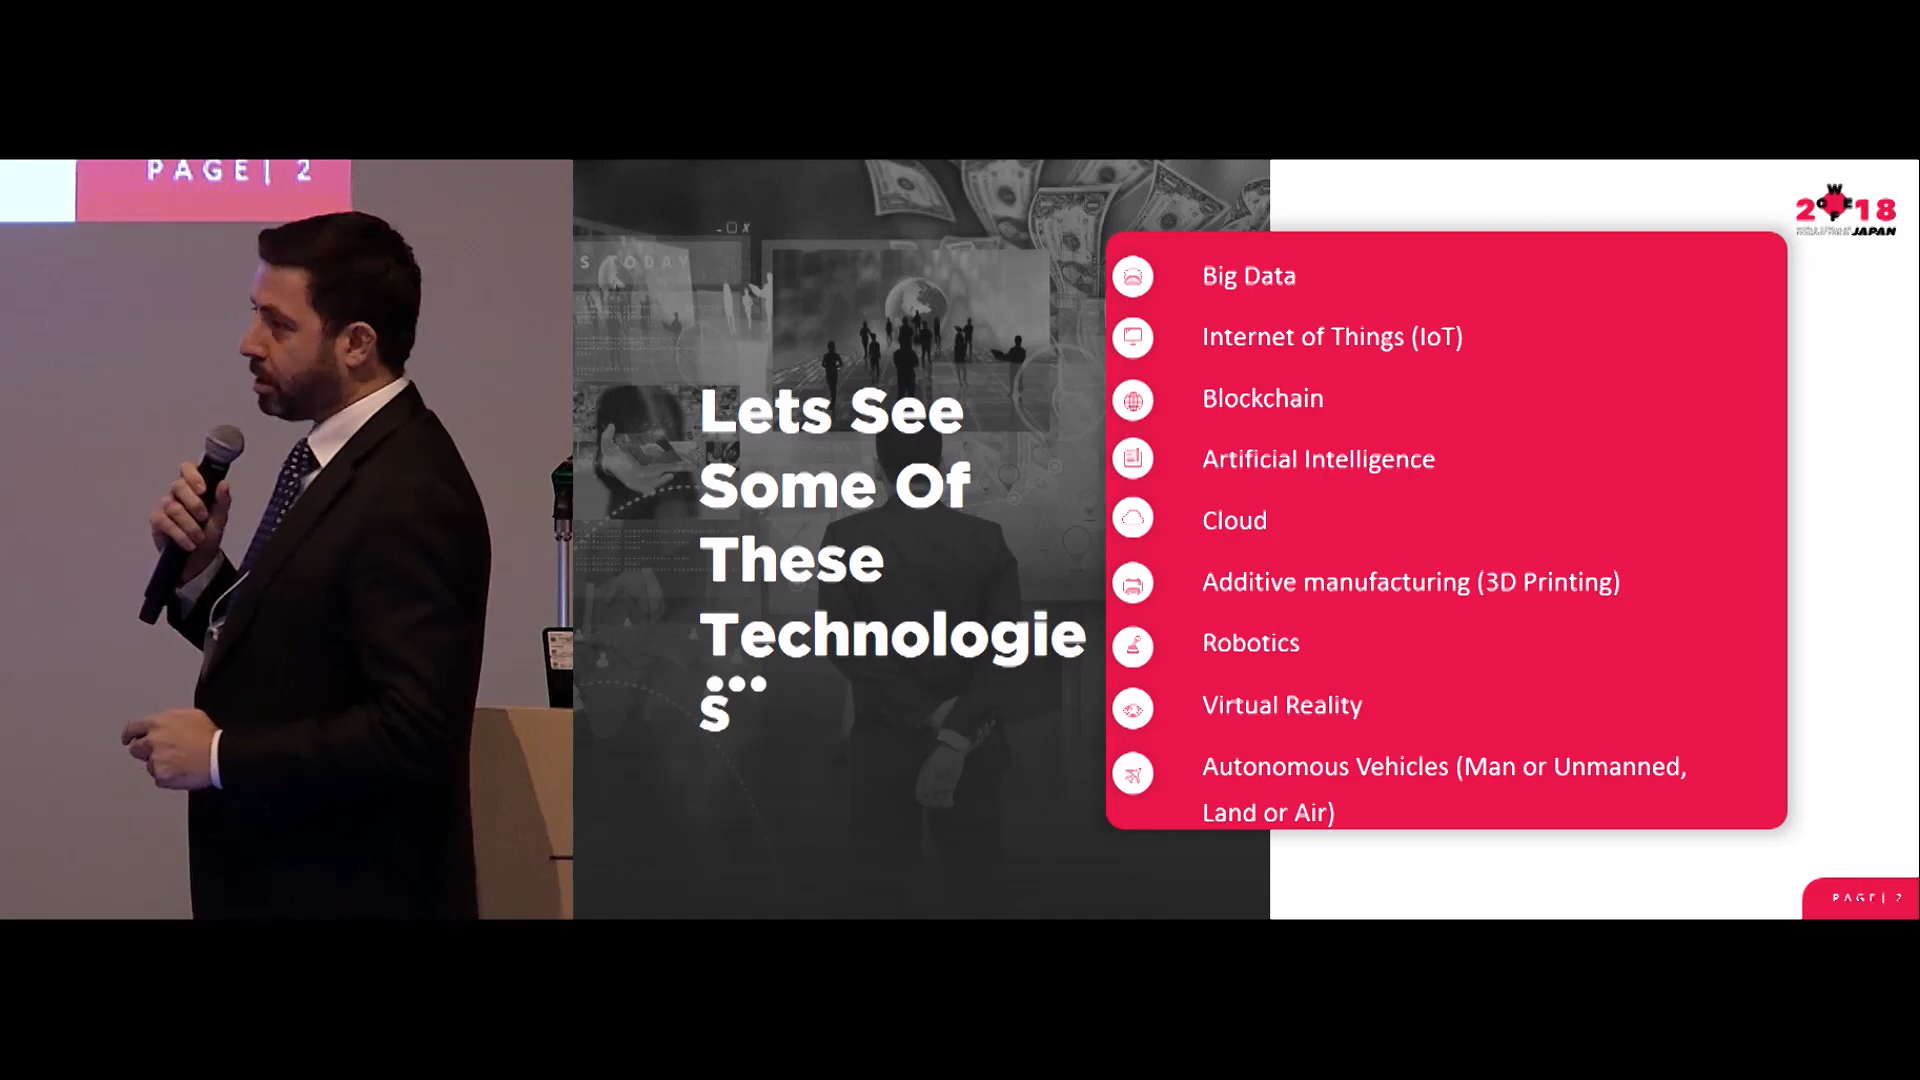 PAGE| 2
S TODAY
Lets See
Some Of
These
Technologie
s
Big Data
Internet of Things (IoT)
Blockchain
Artificial Intelligence
Cloud
Additive manufacturing (3D Printing)
Robotics
Virtual Reality
Autonomous Vehicles (Man or Unmanned,
Land or Air)
2018
JAPAN
PAGE| 2